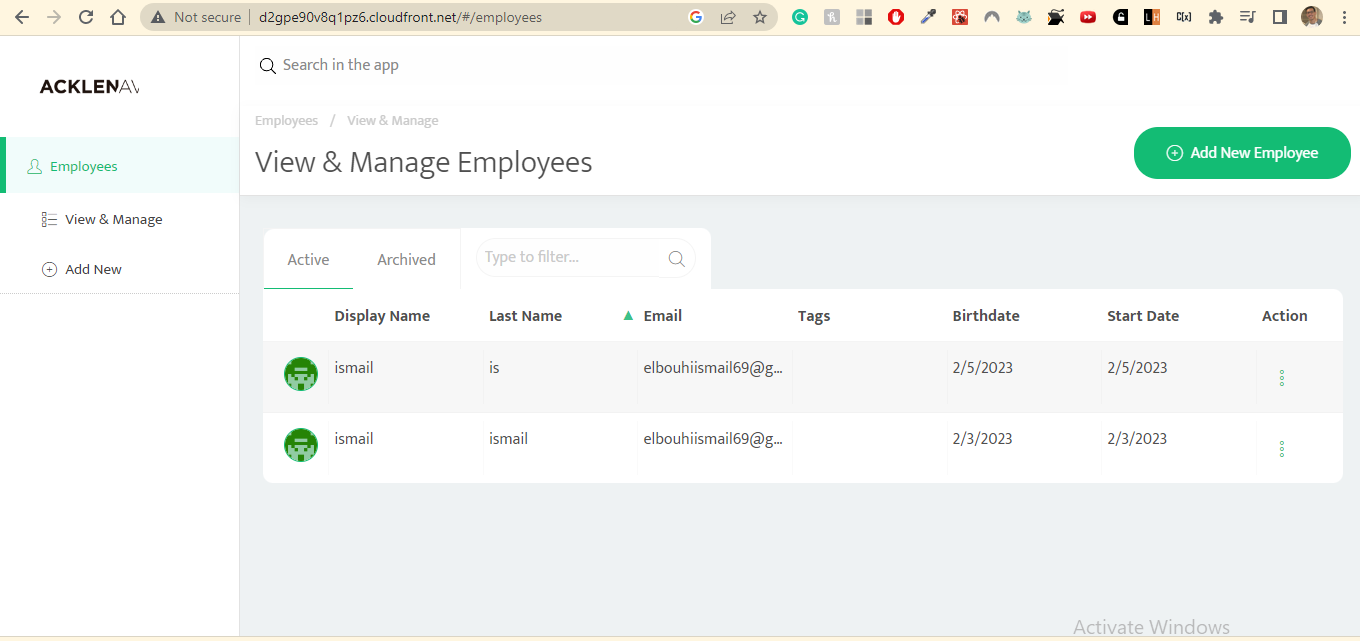 Not secure | d2gpe90v8q1pz6.cloudfront.net/#/employees
ACKLENAV
Search in the app
Employees / View & Manage
View & Manage Employees
Add New Employee
Employees
View & Manage
Add New
Active Archived Type to filter...
Display Name Last Name Email Tags Birthdate Start Date Action
ismail is elbouhiismail69@g... 2/5/2023 2/5/2023
ismail ismail elbouhiismail69@g... 2/3/2023 2/3/2023
Activate Windows